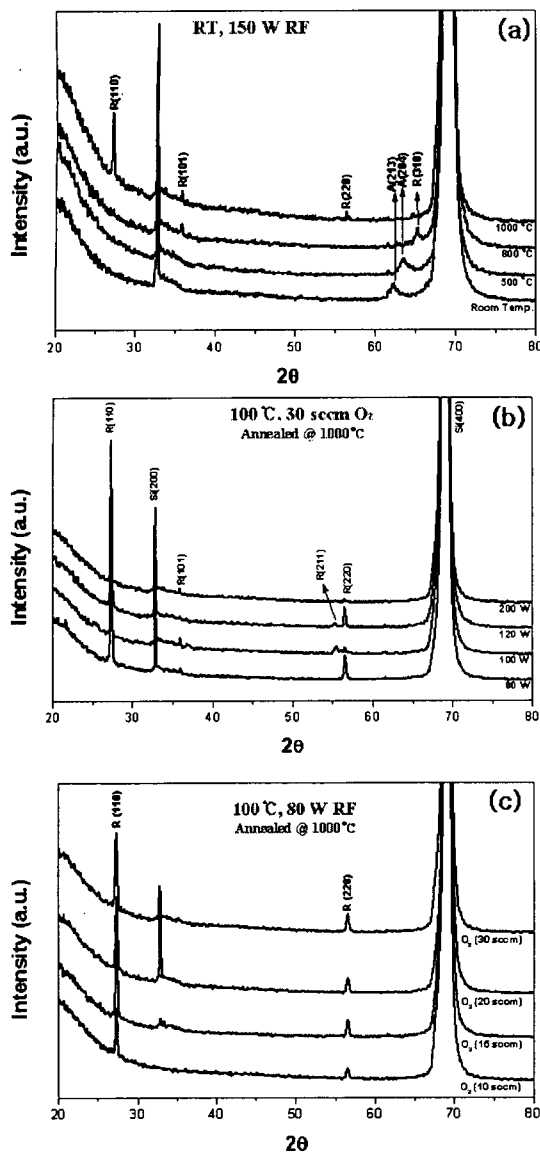 RT, 150 W RF
(a)
R(110)
R(101)
R(220)
A(213)
A(204)
R(310)
1000 °C
800 °C
500 °C
Room Temp.
Intensity (a.u.)
20 30 40 50 60 70 80
2θ
100℃, 30 sccm O₂
Annealed @ 1000°C
(b)
R(110)
Si(200)
R(101)
R(211)
R(220)
Si(400)
200 W
120 W
100 W
80 W
Intensity (a.u.)
20 30 40 50 60 70 80
2θ
100℃, 80 W RF
Annealed @ 1000°C
(c)
R (110)
R (220)
O₂ (30 sccm)
O₂ (20 sccm)
O₂ (10 sccm)
Intensity (a.u.)
20 30 40 50 60 70 80
2θ